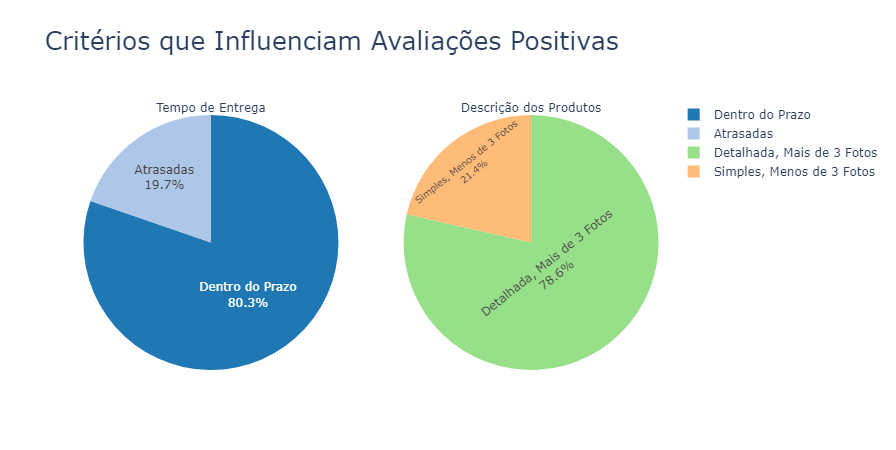 Critérios que Influenciam Avaliações Positivas
Tempo de Entrega
Atrasadas
19.7%
Dentro do Prazo
80.3%
Descrição dos Produtos
Simples, Menos de 3 Fotos
21.4%
Detalhada, Mais de 3 Fotos
78.6%
Dentro do Prazo
Atrasadas
Detalhada, Mais de 3 Fotos
Simples, Menos de 3 Fotos